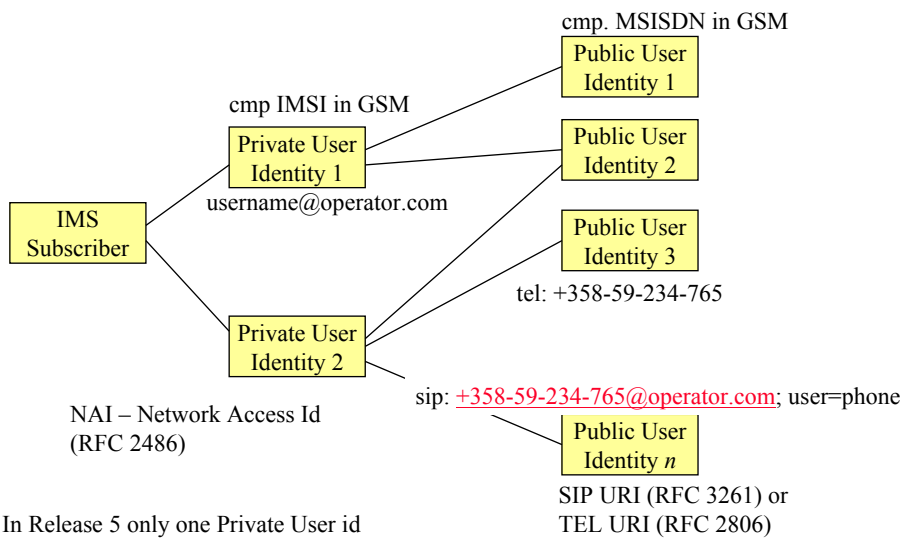 cmp. MSISDN in GSM
Public User
Identity 1
cmp IMSI in GSM
Private User
Identity 1
username@operator.com
Public User
Identity 2
IMS
Subscriber
Public User
Identity 3
tel: +358-59-234-765
Private User
Identity 2
sip: +358-59-234-765@operator.com; user=phone
NAI – Network Access Id
(RFC 2486)
Public User
Identity n
SIP URI (RFC 3261) or
TEL URI (RFC 2806)
In Release 5 only one Private User id